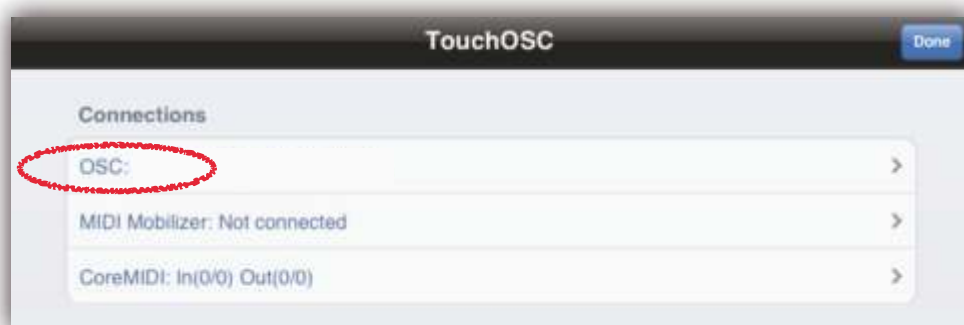 TouchOSC
Done
Connections
OSC:
MIDI Mobilizer: Not connected
CoreMIDI: In(0/0) Out(0/0)